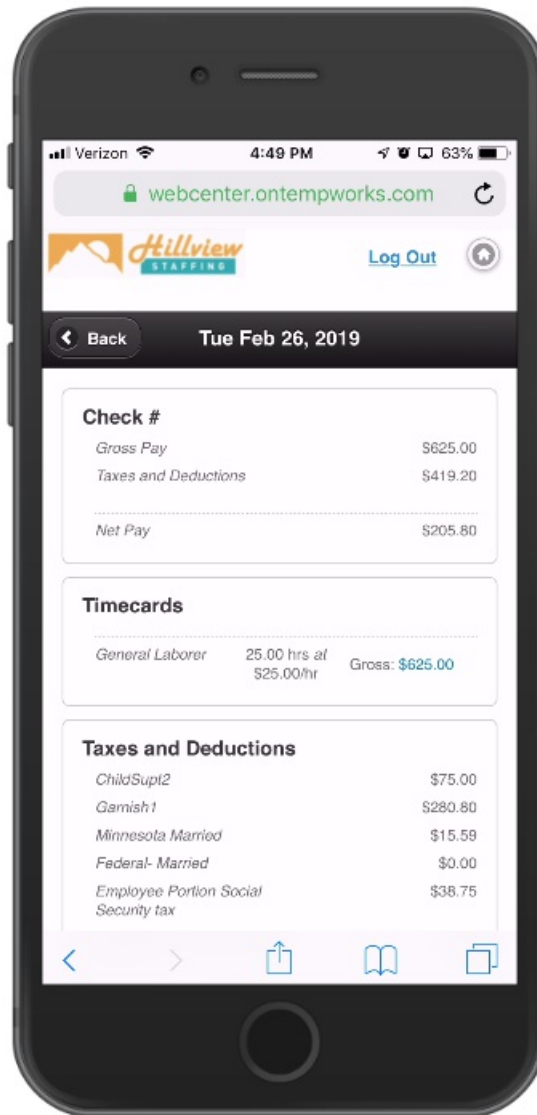 Verizon 4:49 PM 63%
webcenter.ontempworks.com
Hillview
STAFFING
Log Out
Back Tue Feb 26, 2019
Check #
Gross Pay $625.00
Taxes and Deductions $419.20
Net Pay $205.80
Timecards
General Laborer 25.00 hrs at Gross: $625.00
$25.00/hr
Taxes and Deductions
ChildSupt2 $75.00
Garnish1 $280.80
Minnesota Married $15.59
Federal- Married $0.00
Employee Portion Social $38.75
Security tax